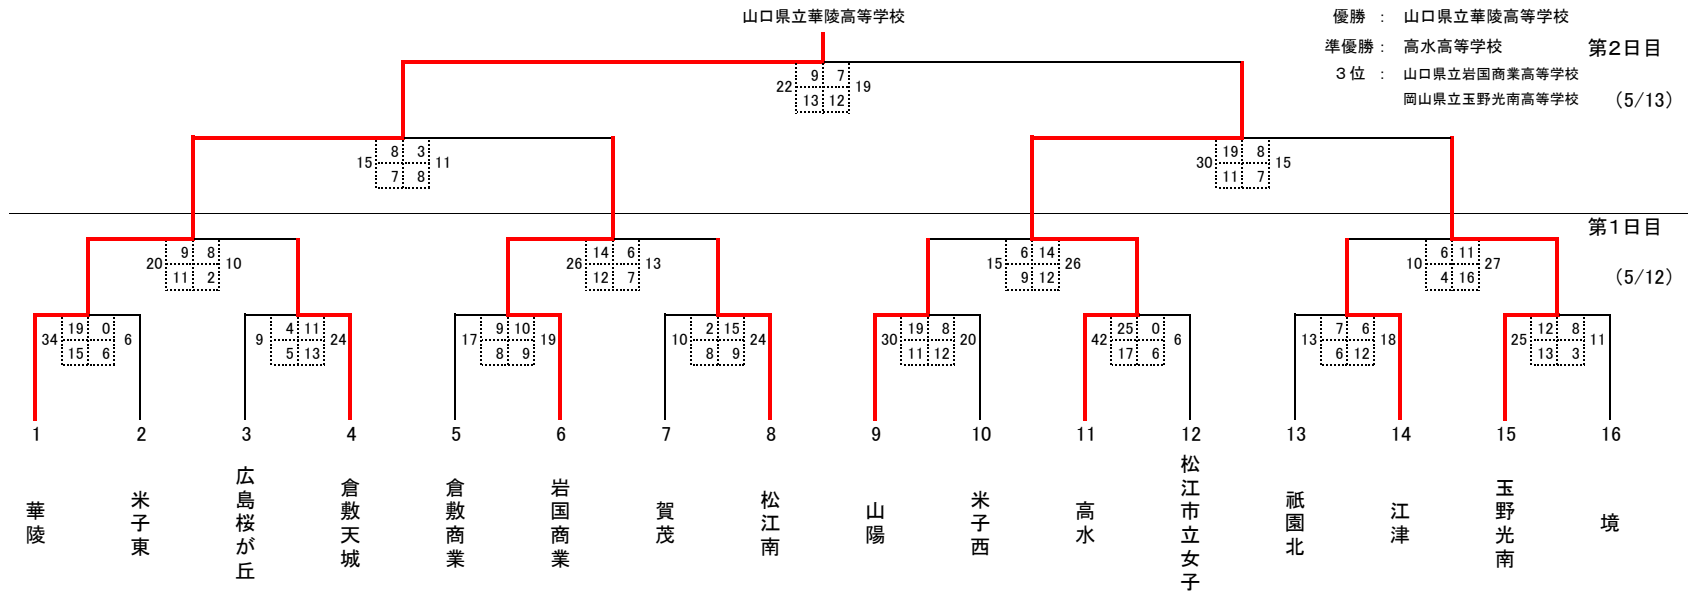 山口県立華陵高等学校
優勝 : 山口県立華陵高等学校
準優勝 : 高水高等学校
3位 : 山口県立岩国商業高等学校
岡山県立玉野光南高等学校
第2日目
(5/13)
22 9 7 19
13 12
15 8 3 11
7 8
30 19 8 15
11 7
第1日目
(5/12)
20 9 8 10
11 2
26 14 6 13
12 7
15 6 14 26
9 12
10 6 11 27
4 16
34 19 0 6
15 6
9 4 11 24
5 13
17 9 10 19
8 9
10 2 15 24
8 9
30 19 8 20
11 12
42 25 0 6
17 6
13 7 6 18
6 12
25 12 8 11
13 3
1 2 3 4 5 6 7 8 9 10 11 12 13 14 15 16
華陵
米子東
広島桜が丘
倉敷天城
倉敷商業
岩国商業
賀茂
松江南
山陽
米子西
高水
松江市立女子
祇園北
江津
玉野光南
境